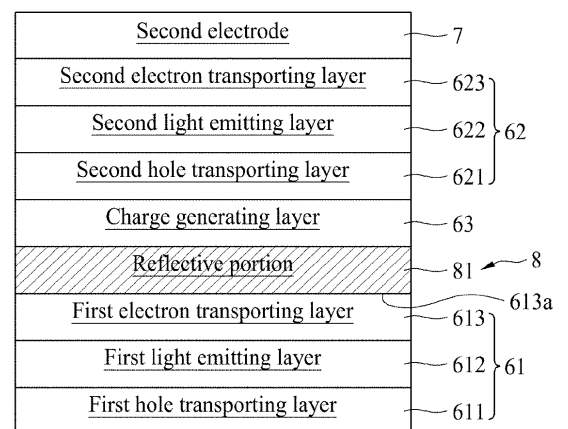 Second electrode 7
Second electron transporting layer 623
Second light emitting layer 622 62
Second hole transporting layer 621
Charge generating layer 63
Reflective portion 81 8
613a
First electron transporting layer 613
First light emitting layer 612 61
First hole transporting layer 611